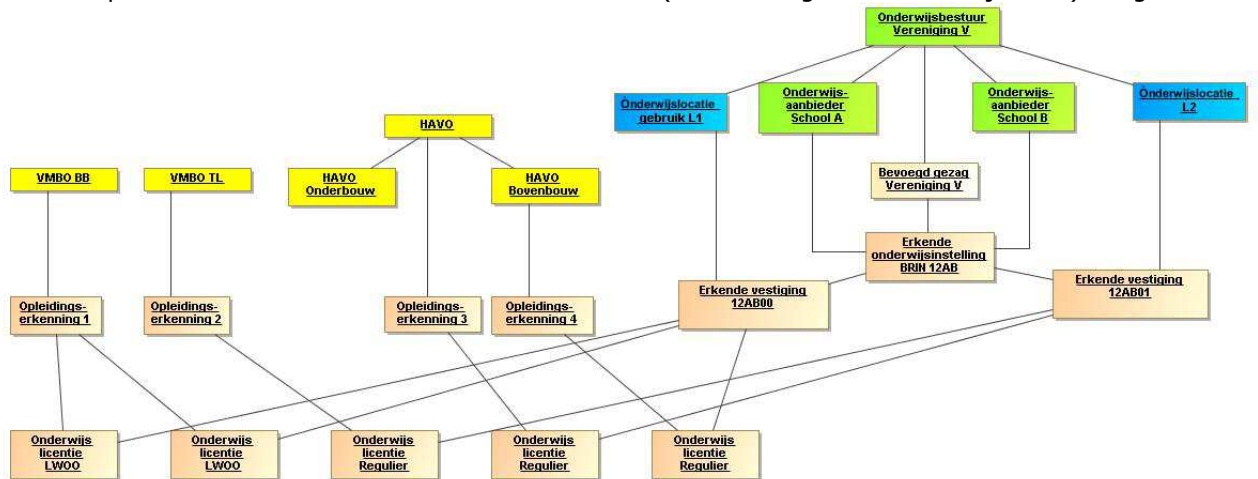 Onderwijsbestuur
Vereniging V
Onderwijslocatie
gebruik L1
Onderwijs-
aanbieder
School A
Onderwijs-
aanbieder
School B
Onderwijslocatie
L2
HAVO
VMBO BB
VMBO TL
HAVO
Onderbouw
HAVO
Bovenbouw
Bevoegd gezag
Vereniging V
Erkende
onderwijsinstelling
BRIN 12AB
Erkende vestiging
12AB00
Erkende vestiging
12AB01
Opleidings-
erkenning 1
Opleidings-
erkenning 2
Opleidings-
erkenning 3
Opleidings-
erkenning 4
Onderwijs
licentie
LWOO
Onderwijs
licentie
LWOO
Onderwijs
licentie
Regulier
Onderwijs
licentie
Regulier
Onderwijs
licentie
Regulier